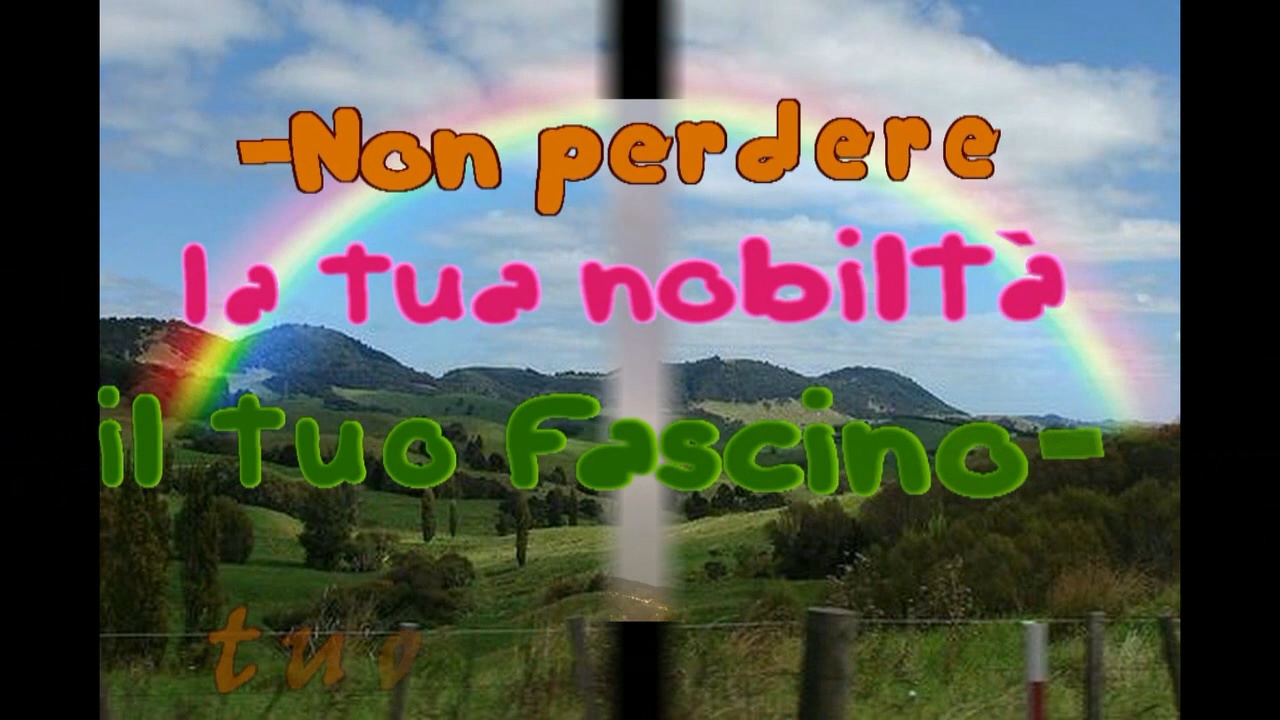 -Non perdere
la tua nobiltà
il tuo Fascino-
tuo